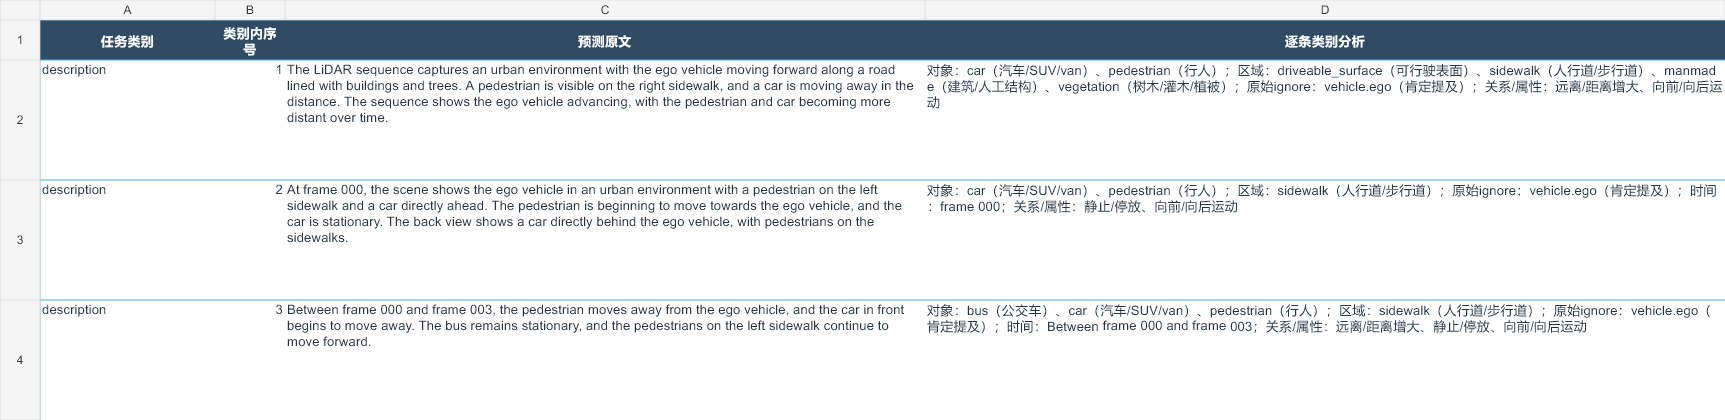 A B C D
1 任务类别 类别内序 预测原文 逐条类别分析
号
2 description 1 The LiDAR sequence captures an urban environment with the ego vehicle moving forward along a road
lined with buildings and trees. A pedestrian is visible on the right sidewalk, and a car is moving away in the
distance. The sequence shows the ego vehicle advancing, with the pedestrian and car becoming more
distant over time.
对象：car（汽车/SUV/van）、pedestrian（行人）；区域：driveable_surface（可行驶表面）、sidewalk（人行道/步行道）、manmad
e（建筑/人工结构）、vegetation（树木/灌木/植被）；原始ignore：vehicle.ego（肯定提及）；关系/属性：远离/距离增大、向前/向后运
动
3 description 2 At frame 000, the scene shows the ego vehicle in an urban environment with a pedestrian on the left
sidewalk and a car directly ahead. The pedestrian is beginning to move towards the ego vehicle, and the
car is stationary. The back view shows a car directly behind the ego vehicle, with pedestrians on the
sidewalks.
对象：car（汽车/SUV/van）、pedestrian（行人）；区域：sidewalk（人行道/步行道）；原始ignore：vehicle.ego（肯定提及）；时间
：frame 000；关系/属性：静止/停放、向前/向后运动
4 description 3 Between frame 000 and frame 003, the pedestrian moves away from the ego vehicle, and the car in front
begins to move away. The bus remains stationary, and the pedestrians on the left sidewalk continue to
move forward.
对象：bus（公交车）、car（汽车/SUV/van）、pedestrian（行人）；区域：sidewalk（人行道/步行道）；原始ignore：vehicle.ego（
肯定提及）；时间：Between frame 000 and frame 003；关系/属性：远离/距离增大、静止/停放、向前/向后运动